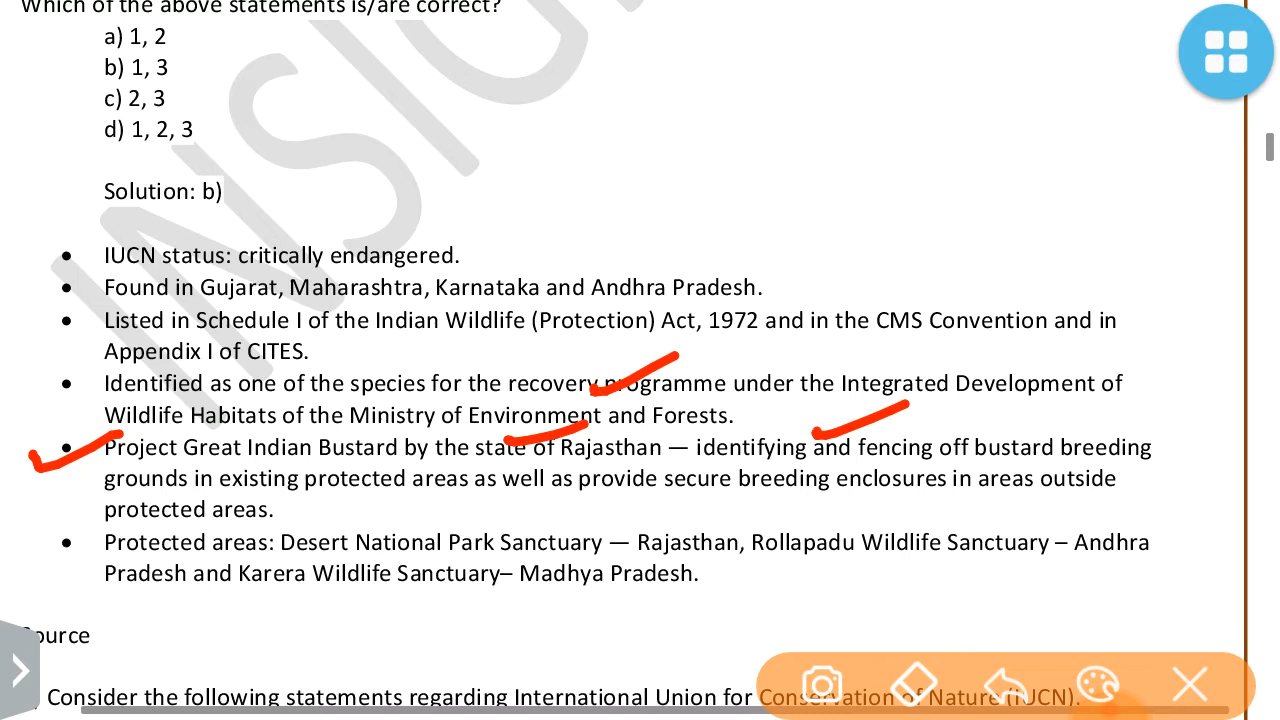 Which of the above statements is/are correct?
a) 1, 2
b) 1, 3
c) 2, 3
d) 1, 2, 3
Solution: b)
• IUCN status: critically endangered.
• Found in Gujarat, Maharashtra, Karnataka and Andhra Pradesh.
• Listed in Schedule I of the Indian Wildlife (Protection) Act, 1972 and in the CMS Convention and in
Appendix I of CITES.
• Identified as one of the species for the recovery programme under the Integrated Development of
Wildlife Habitats of the Ministry of Environment and Forests.
• Project Great Indian Bustard by the state of Rajasthan — identifying and fencing off bustard breeding
grounds in existing protected areas as well as provide secure breeding enclosures in areas outside
protected areas.
• Protected areas: Desert National Park Sanctuary — Rajasthan, Rollapadu Wildlife Sanctuary – Andhra
Pradesh and Karera Wildlife Sanctuary– Madhya Pradesh.
Source
Consider the following statements regarding International Union for Conservation of Nature (IUCN).
INSIG